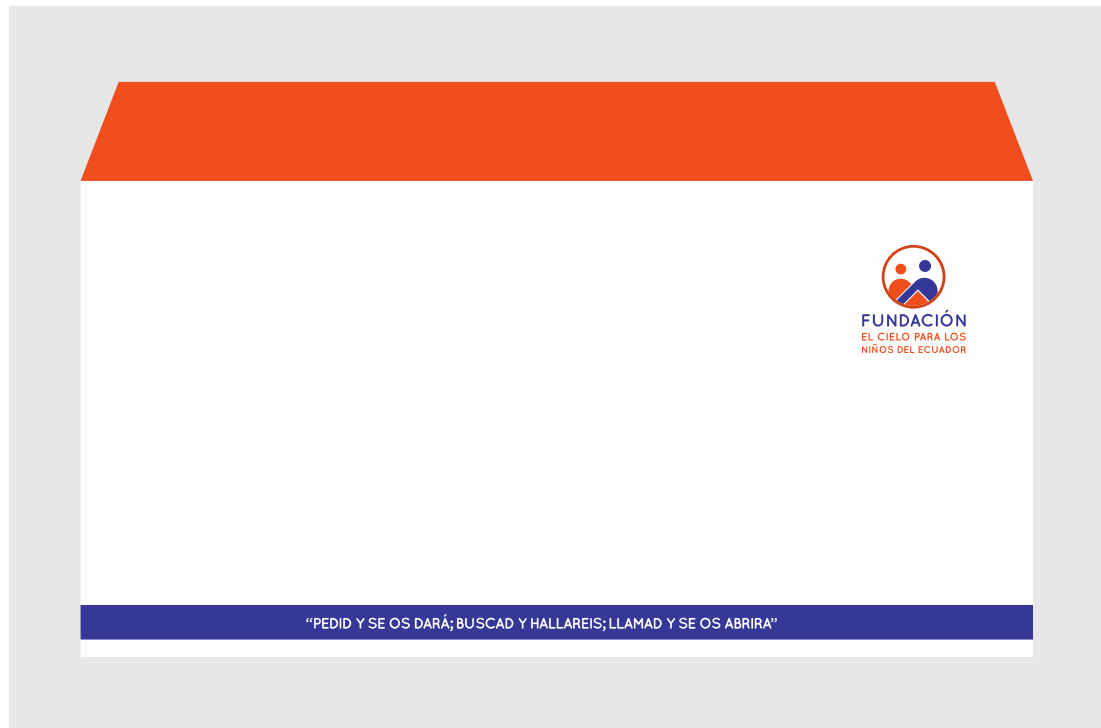 FUNDACIÓN
EL CIELO PARA LOS
NIÑOS DEL ECUADOR
“PEDID Y SE OS DARÁ; BUSCAD Y HALLAREIS; LLAMAD Y SE OS ABRIRA”